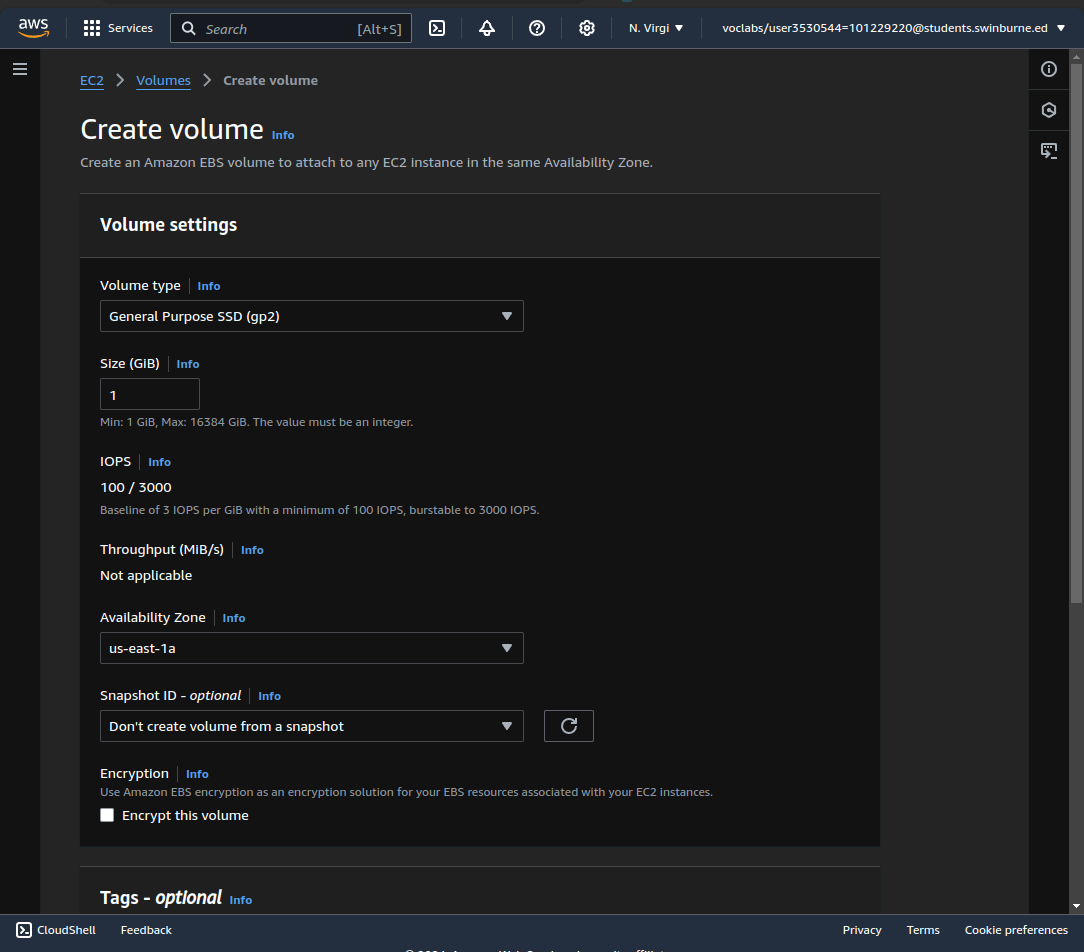 aws Services Search [Alt+S] N. Virgi voclabs/user3530544=101229220@students.swinburne.ed
EC2 Volumes Create volume
Create volume Info
Create an Amazon EBS volume to attach to any EC2 instance in the same Availability Zone.
Volume settings
Volume type Info
General Purpose SSD (gp2)
Size (GiB) Info
1
Min: 1 GiB, Max: 16384 GiB. The value must be an integer.
IOPS Info
100 / 3000
Baseline of 3 IOPS per GiB with a minimum of 100 IOPS, burstable to 3000 IOPS.
Throughput (MiB/s) Info
Not applicable
Availability Zone Info
us-east-1a
Snapshot ID - optional Info
Don't create volume from a snapshot
Encryption Info
Use Amazon EBS encryption as an encryption solution for your EBS resources associated with your EC2 instances.
Encrypt this volume
Tags - optional Info
CloudShell Feedback Privacy Terms Cookie preferences